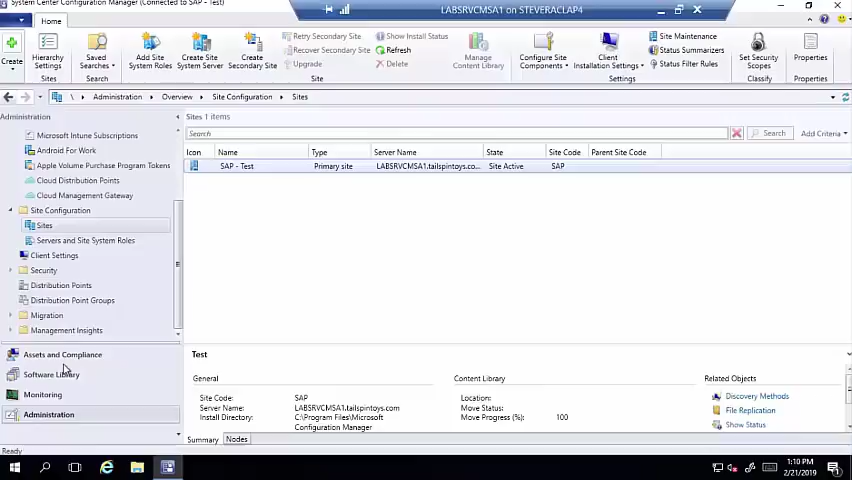 System Center Configuration Manager (Connected to SAP - Test)
LABSRVCMSA1 on STEVERACLAP4
Home
Create
Hierarchy Settings
Sites
Saved Searches
Search
Add Site System Roles
Create Site System Server
Create Secondary Site
Retry Secondary Site
Recover Secondary Site
Upgrade
Show Install Status
Refresh
Delete
Site
Manage Content Library
Configure Site Components
Client Installation Settings
Site Maintenance
Status Summarizers
Status Filter Rules
Settings
Set Security Scopes
Classify
Properties
Properties
\ Administration Overview Site Configuration Sites
Administration
Microsoft Intune Subscriptions
Android For Work
Apple Volume Purchase Program Tokens
Cloud Distribution Points
Cloud Management Gateway
Site Configuration
Sites
Servers and Site System Roles
Client Settings
Security
Distribution Points
Distribution Point Groups
Migration
Management Insights
Assets and Compliance
Software Library
Monitoring
Administration
Sites 1 items
Search
Search
Add Criteria
Icon Name Type Server Name State Site Code Parent Site Code
SAP - Test Primary site LABSRVCMSA1.tailspintoys.co... Site Active SAP
Test
General
Site Code: SAP
Server Name: LABSRVCMSA1.tailspintoys.com
Install Directory: C:\Program Files\Microsoft
Configuration Manager
Content Library
Location:
Move Status:
Move Progress (%): 100
Related Objects
Discovery Methods
File Replication
Show Status
Summary Nodes
Ready
1:10 PM
2/21/2019